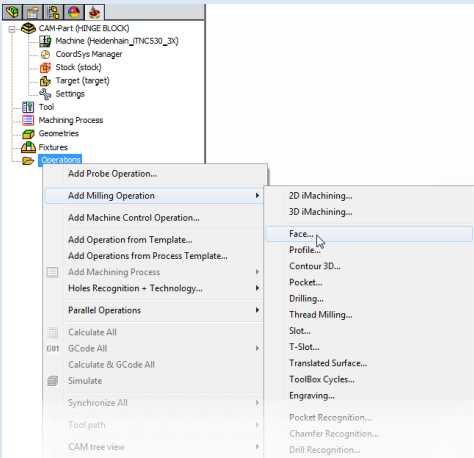 CAM-Part (HINGE BLOCK)
Machine (Heidenhain_iTNC530_3X)
CoordSys Manager
Stock (stock)
Target (target)
Settings
Tool
Machining Process
Geometries
Fixtures
Operations
Add Probe Operation...
Add Milling Operation
Add Machine Control Operation...
Add Operation from Template...
Add Operations from Process Template...
Add Machining Process
Holes Recognition + Technology...
Parallel Operations
Calculate All
G01 GCode All
Calculate & GCode All
Simulate
Synchronize All
Tool path
CAM tree view
2D iMachining...
3D iMachining...
Face...
Profile...
Contour 3D...
Pocket...
Drilling...
Thread Milling...
Slot...
T-Slot...
Translated Surface...
ToolBox Cycles...
Engraving...
Pocket Recognition...
Chamfer Recognition...
Drill Recognition...